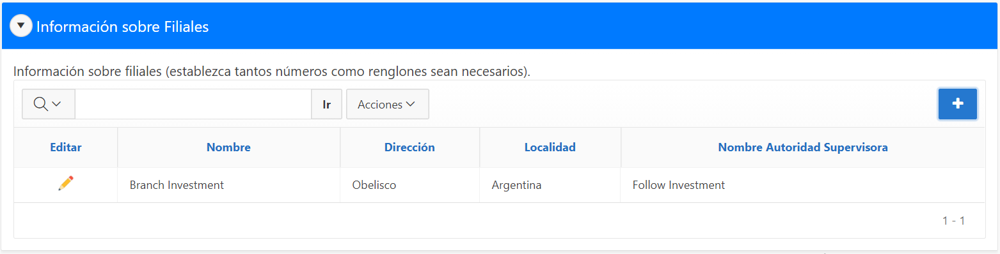 Información sobre Filiales
Información sobre filiales (establezca tantos números como renglones sean necesarios).
Ir Acciones
Editar Nombre Dirección Localidad Nombre Autoridad Supervisora
Branch Investment Obelisco Argentina Follow Investment
1 - 1